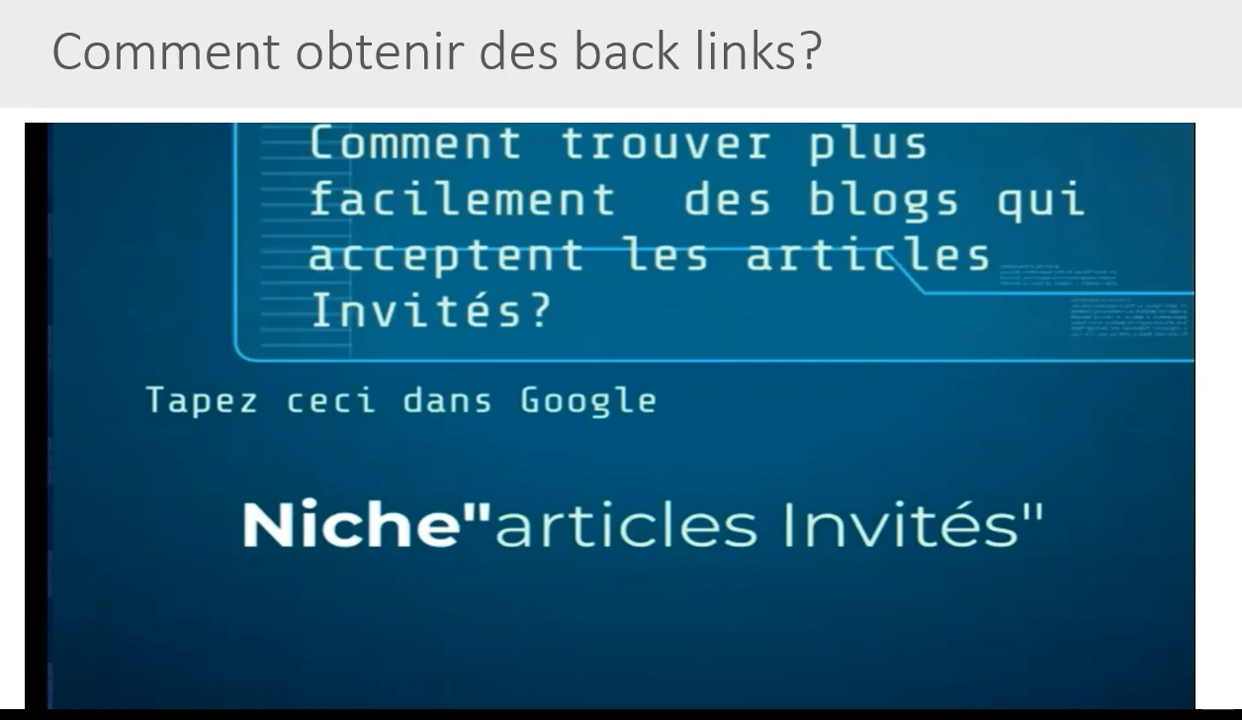 Comment obtenir des back links?
Comment trouver plus
facilement des blogs qui
acceptent les articles
Invités?
Tapez ceci dans Google
Niche"articles Invités"